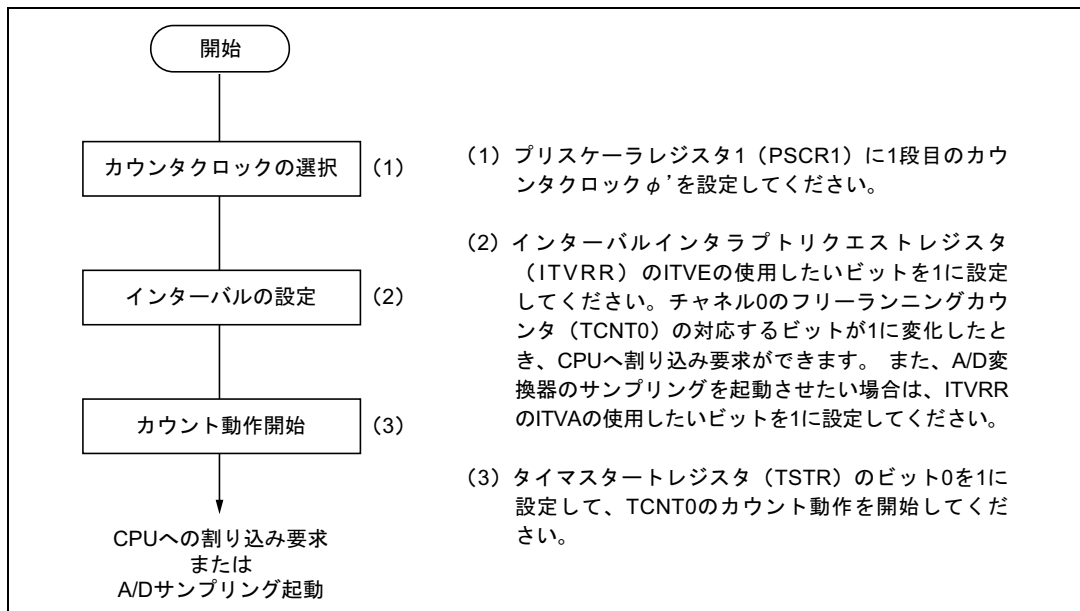 開始
カウンタクロックの選択 (1)
インターバルの設定 (2)
カウント動作開始 (3)
CPUへの割り込み要求
または
A/Dサンプリング起動
(1) プリスケーラレジスタ1(PSCR1)に1段目のカウ
ンタクロックφ'を設定してください。
(2) インターバルインタラプトリクエストレジスタ
(ITVRR)のITVEの使用したいビットを1に設定
してください。チャネル0のフリーランニングカウ
ンタ(TCNT0)の対応するビットが1に変化したと
き、CPUへ割り込み要求ができます。 また、A/D変
換器のサンプリングを起動させたい場合は、ITVRR
のITVAの使用したいビットを1に設定してください。
(3) タイマスタートレジスタ(TSTR)のビット0を1に
設定して、TCNT0のカウント動作を開始してくだ
さい。